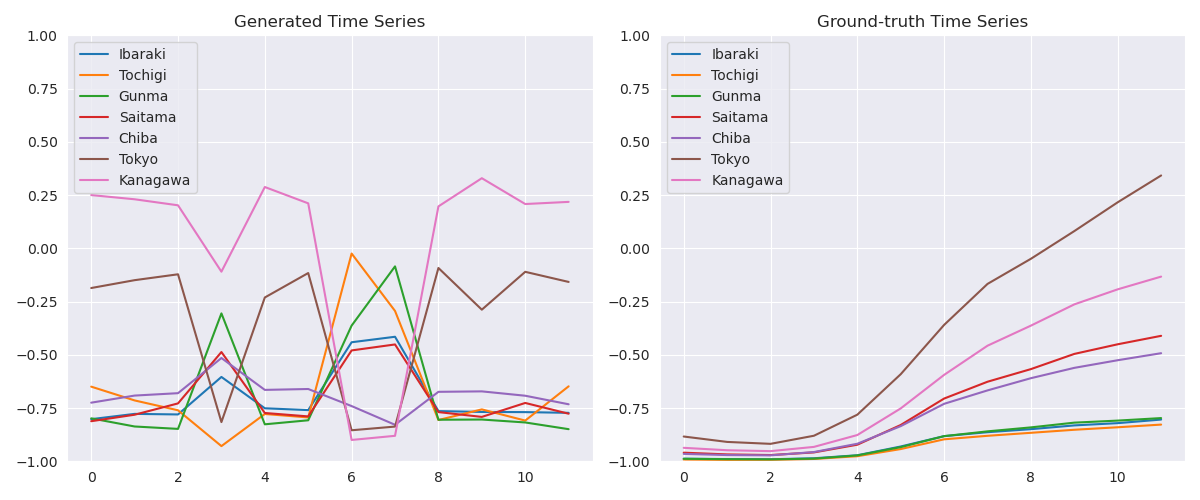 Generated Time Series
1.00
0.75
0.50
0.25
0.00
−0.25
−0.50
−0.75
−1.00
Ibaraki
Tochigi
Gunma
Saitama
Chiba
Tokyo
Kanagawa
0 2 4 6 8 10
Ground-truth Time Series
1.00
0.75
0.50
0.25
0.00
−0.25
−0.50
−0.75
−1.00
Ibaraki
Tochigi
Gunma
Saitama
Chiba
Tokyo
Kanagawa
0 2 4 6 8 10